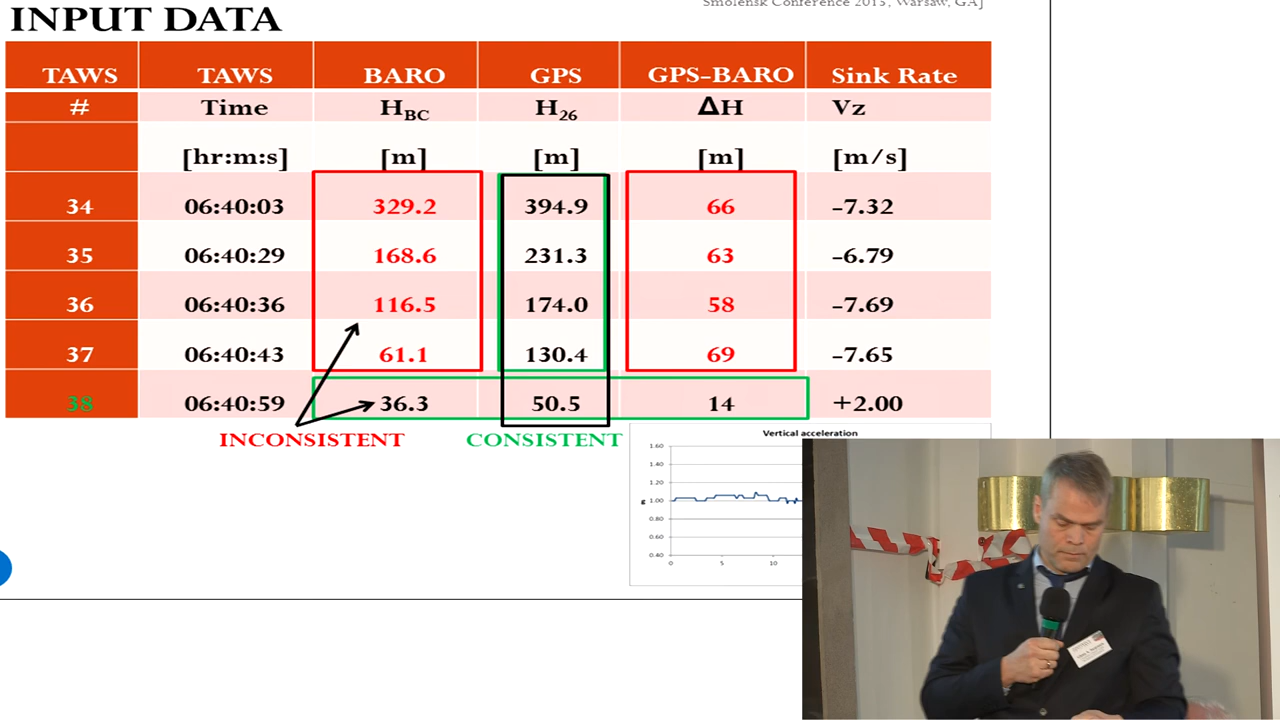 Smolensk Conference 2013, Warsaw, GA]
INPUT DATA
TAWS TAWS BARO GPS GPS-BARO Sink Rate
# Time HBC H26 ΔH Vz
[hr:m:s] [m] [m] [m] [m/s]
34 06:40:03 329.2 394.9 66 -7.32
35 06:40:29 168.6 231.3 63 -6.79
36 06:40:36 116.5 174.0 58 -7.69
37 06:40:43 61.1 130.4 69 -7.65
38 06:40:59 36.3 50.5 14 +2.00
INCONSISTENT CONSISTENT
Vertical acceleration
1.60
1.40
1.20
1.00
0.80
0.60
0.40
g
0 5 10